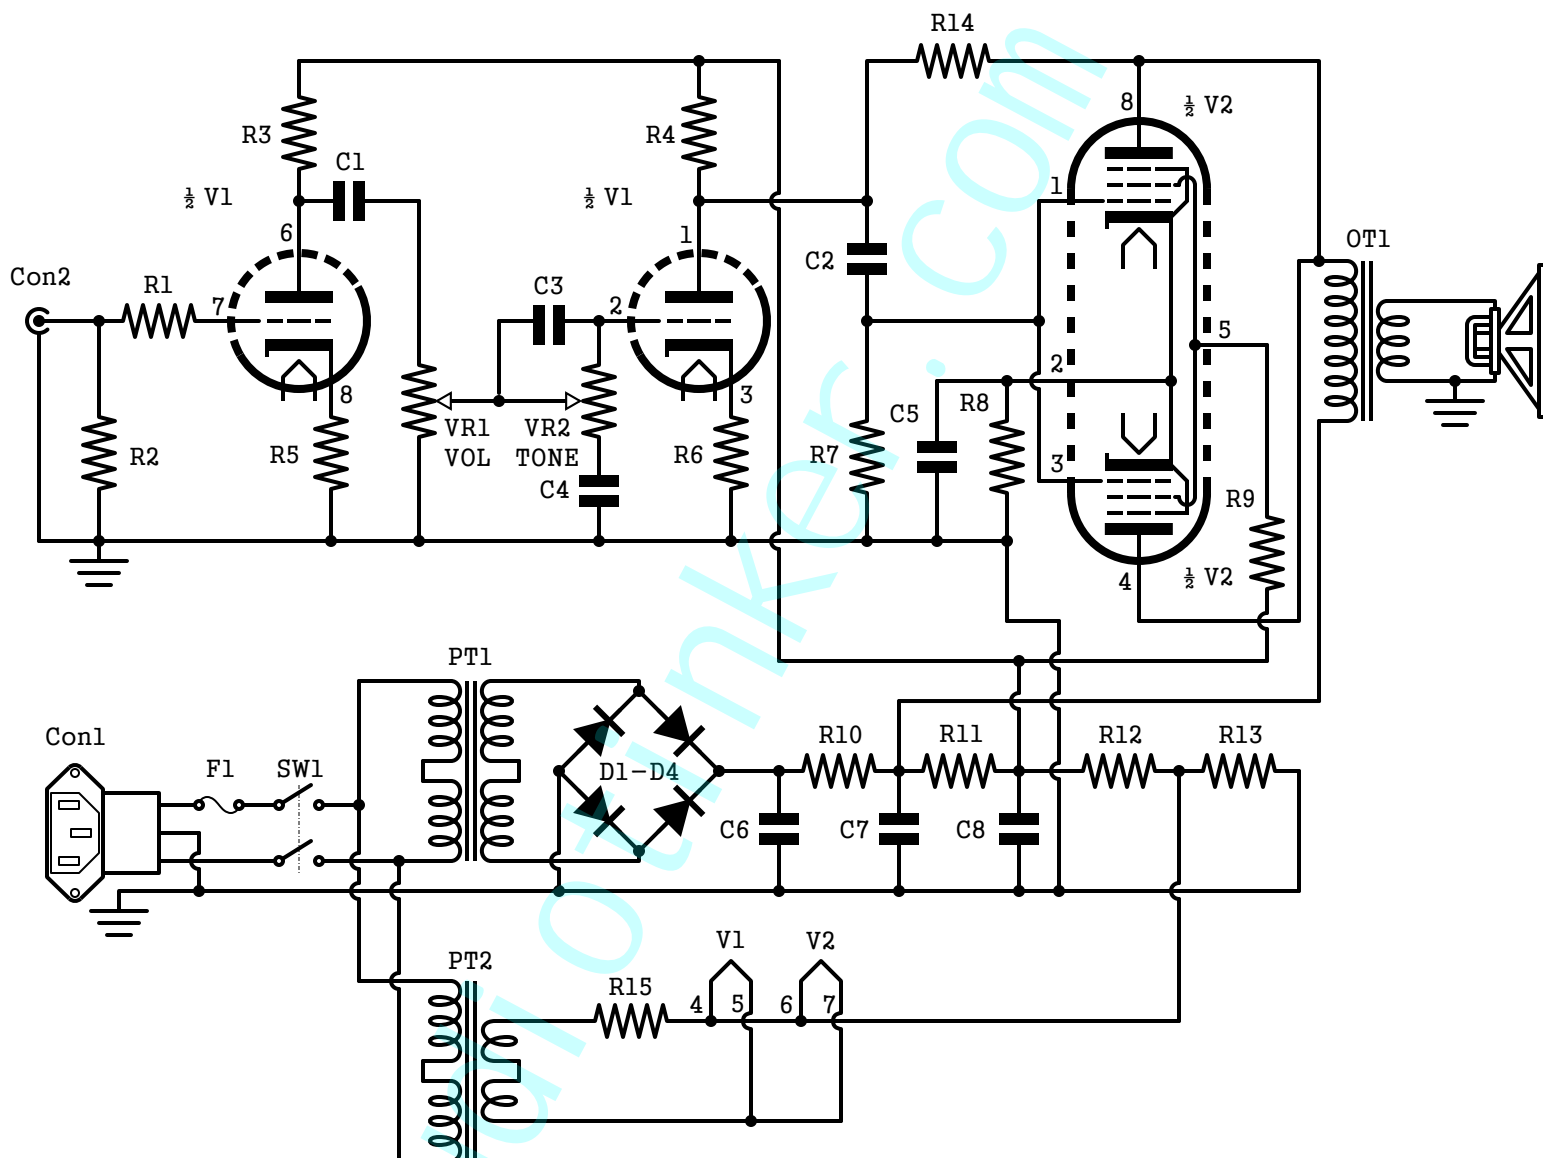 R14
8
½ V2
R3
C1
R4
½ V1
½ V1
1
6
1
OT1
Con2
R1
7
C3
2
C2
5
2
8
3
C5
R8
VR1
VOL
VR2
TONE
R2
R5
C4
R6
R7
3
R9
4
½ V2
PT1
Con1
F1
SW1
D1-D4
R10
R11
R12
R13
C6
C7
C8
V1
V2
PT2
R15
4
5
6
7
diotinker.com